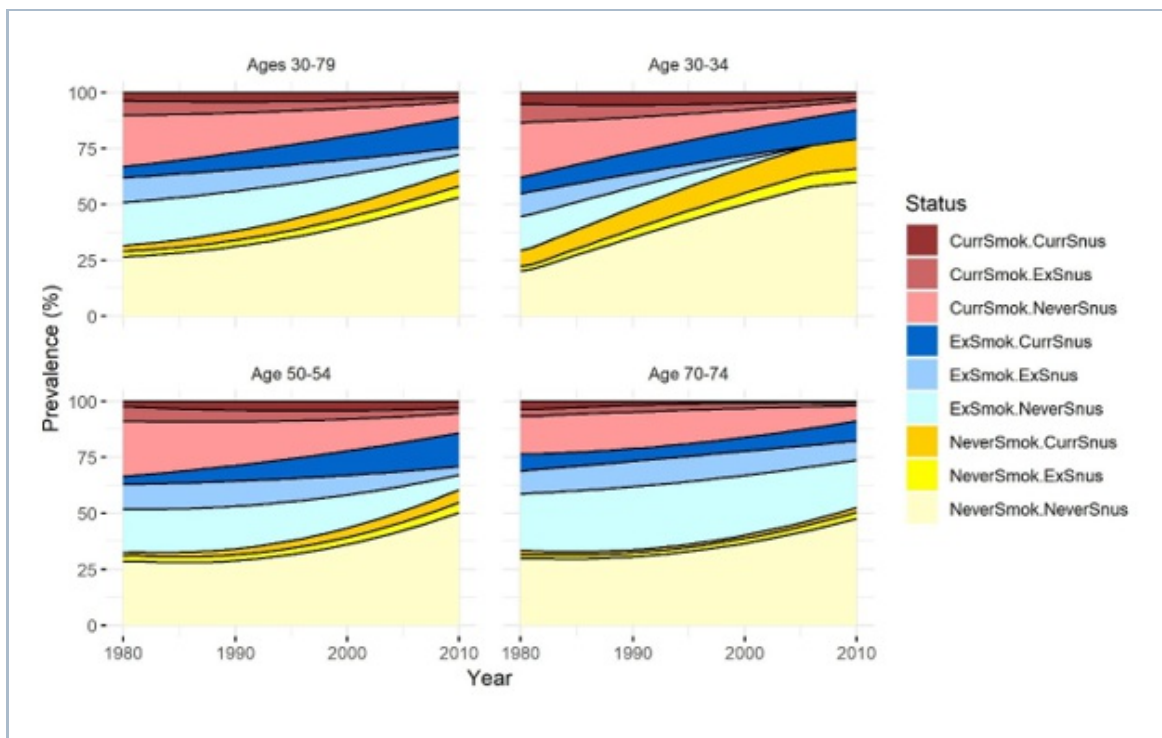 Ages 30-79
Age 30-34
100
75
50
25
0
Age 50-54
Age 70-74
100
75
50
25
0
Prevalence (%)
1980
1990
2000
2010
1980
1990
2000
2010
Year
Status
CurrSmok.CurrSnus
CurrSmok.ExSnus
CurrSmok.NeverSnus
ExSmok.CurrSnus
ExSmok.ExSnus
ExSmok.NeverSnus
NeverSmok.CurrSnus
NeverSmok.ExSnus
NeverSmok.NeverSnus